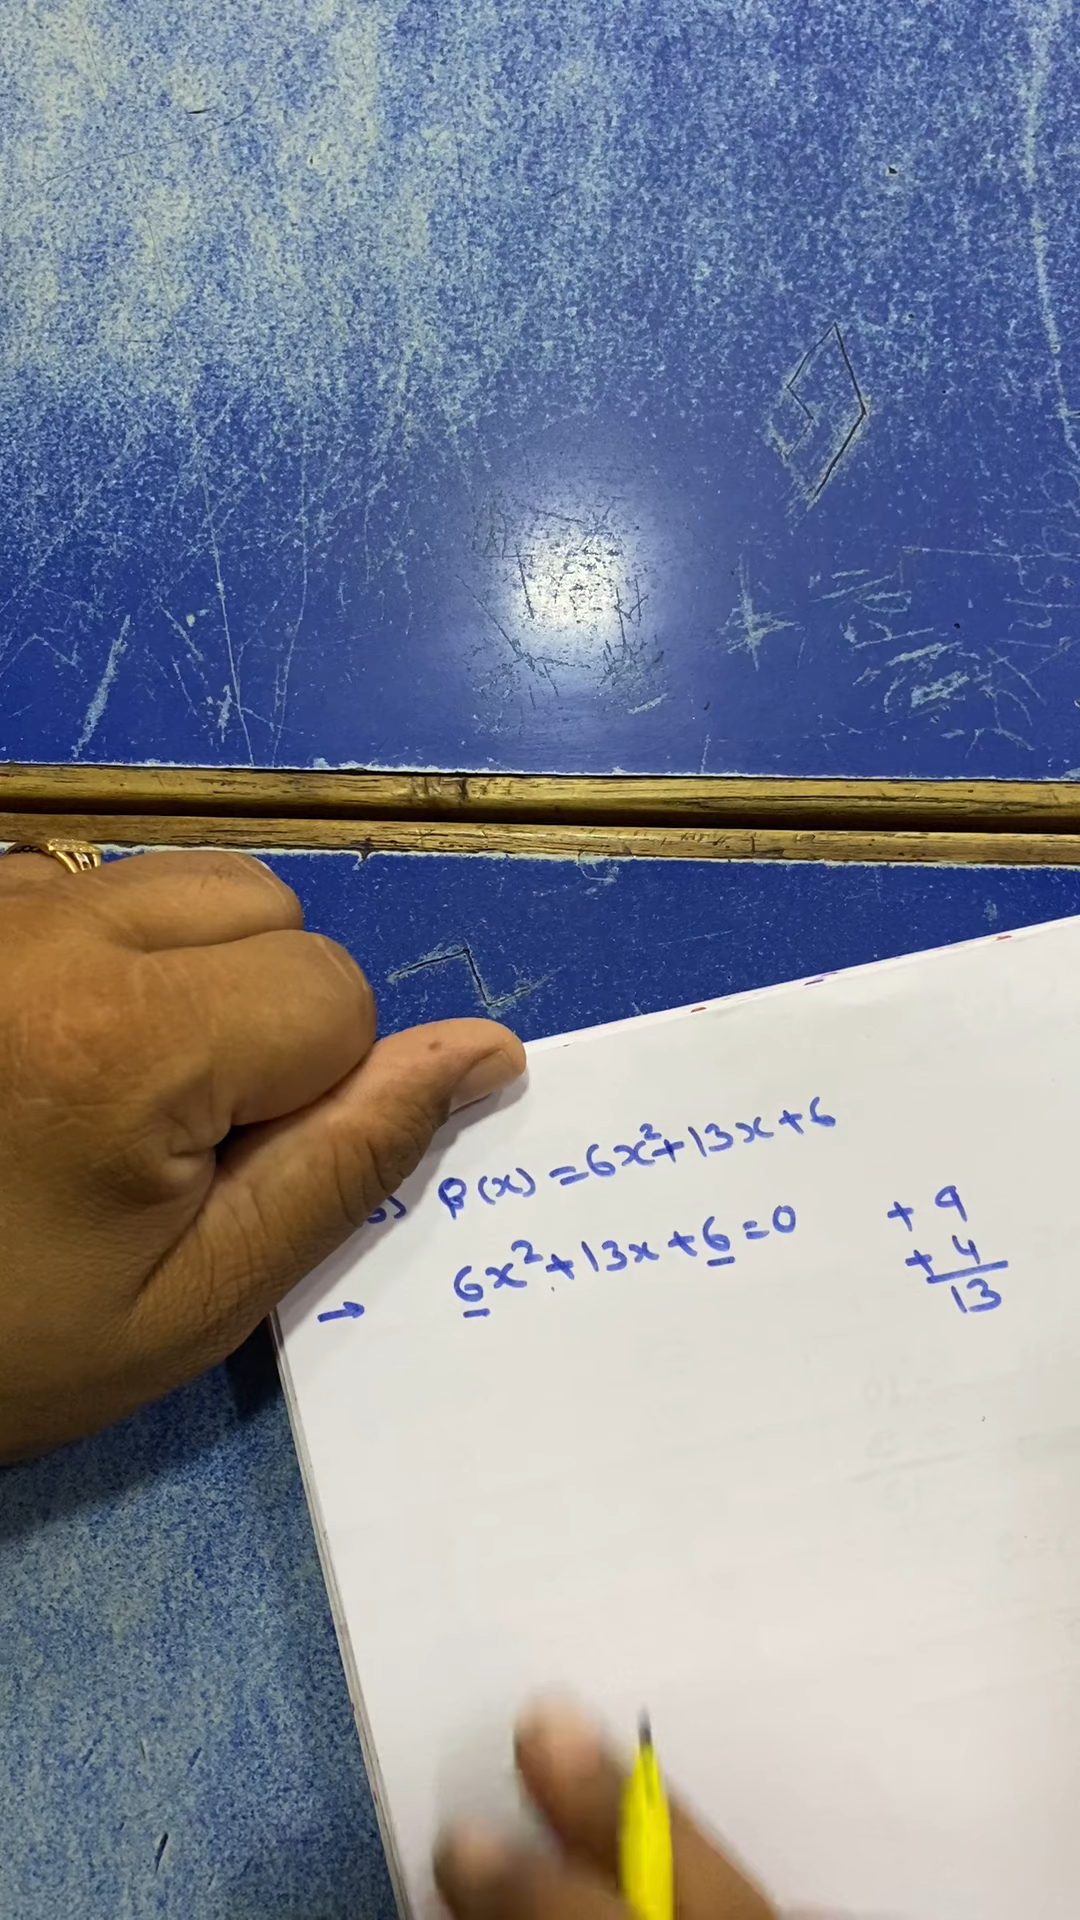 p(x) = 6x²+13x+6
→ 6x²+13x+6=0
+ 9
+ 4
13